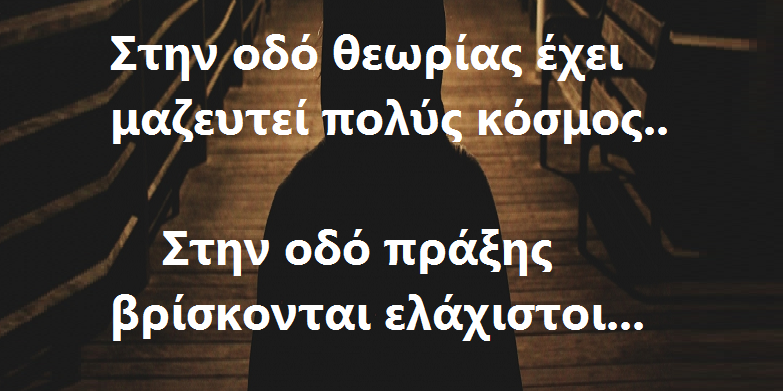 Στην οδό θεωρίας έχει
μαζευτεί πολύς κόσμος..
Στην οδό πράξης
βρίσκονται ελάχιστοι...